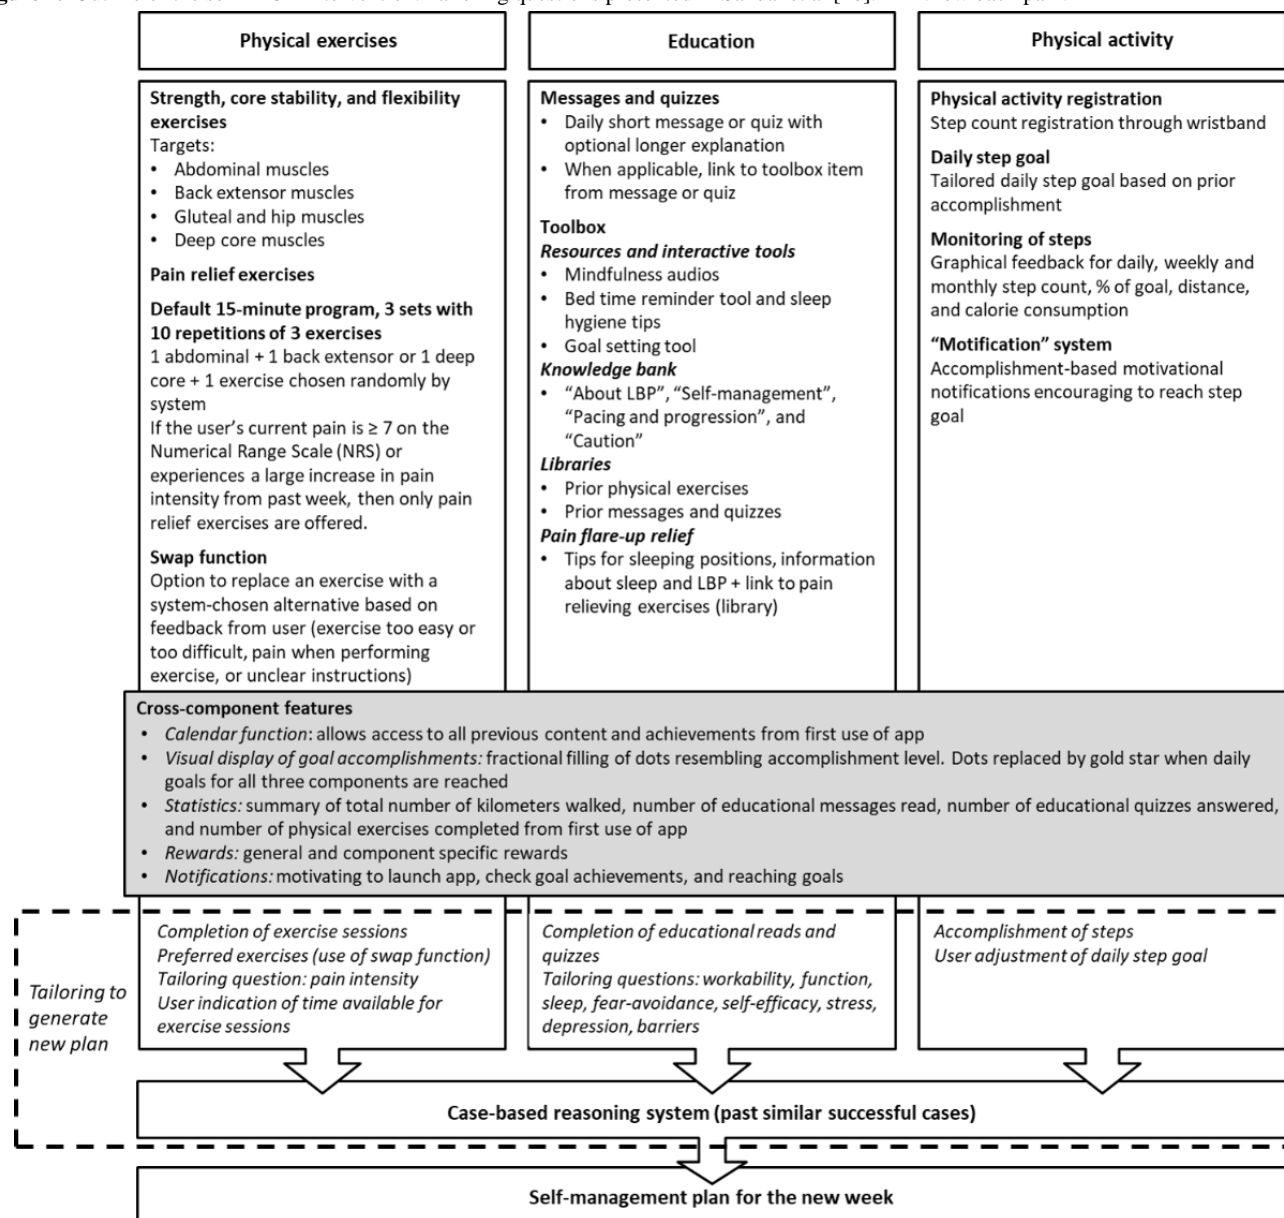 Physical exercises
Education
Physical activity
Strength, core stability, and flexibility
exercises
Targets:
• Abdominal muscles
• Back extensor muscles
• Gluteal and hip muscles
• Deep core muscles
Pain relief exercises
Default 15-minute program, 3 sets with
10 repetitions of 3 exercises
1 abdominal + 1 back extensor or 1 deep
core + 1 exercise chosen randomly by
system
If the user's current pain is ≥ 7 on the
Numerical Range Scale (NRS) or
experiences a large increase in pain
intensity from past week, then only pain
relief exercises are offered.
Swap function
Option to replace an exercise with a
system-chosen alternative based on
feedback from user (exercise too easy or
too difficult, pain when performing
exercise, or unclear instructions)
Messages and quizzes
• Daily short message or quiz with
optional longer explanation
• When applicable, link to toolbox item
from message or quiz
Toolbox
Resources and interactive tools
• Mindfulness audios
• Bed time reminder tool and sleep
hygiene tips
• Goal setting tool
Knowledge bank
• “About LBP”, “Self-management”,
“Pacing and progression”, and
“Caution”
Libraries
• Prior physical exercises
• Prior messages and quizzes
Pain flare-up relief
• Tips for sleeping positions, information
about sleep and LBP + link to pain
relieving exercises (library)
Physical activity registration
Step count registration through wristband
Daily step goal
Tailored daily step goal based on prior
accomplishment
Monitoring of steps
Graphical feedback for daily, weekly and
monthly step count, % of goal, distance,
and calorie consumption
“Motification” system
Accomplishment-based motivational
notifications encouraging to reach step
goal
Cross-component features
• Calendar function: allows access to all previous content and achievements from first use of app
• Visual display of goal accomplishments: fractional filling of dots resembling accomplishment level. Dots replaced by gold star when daily
goals for all three components are reached
• Statistics: summary of total number of kilometers walked, number of educational messages read, number of educational quizzes answered,
and number of physical exercises completed from first use of app
• Rewards: general and component specific rewards
• Notifications: motivating to launch app, check goal achievements, and reaching goals
Tailoring to
generate
new plan
Completion of exercise sessions
Preferred exercises (use of swap function)
Tailoring question: pain intensity
User indication of time available for
exercise sessions
Completion of educational reads and
quizzes
Tailoring questions: workability, function,
sleep, fear-avoidance, self-efficacy, stress,
depression, barriers
Accomplishment of steps
User adjustment of daily step goal
Case-based reasoning system (past similar successful cases)
Self-management plan for the new week